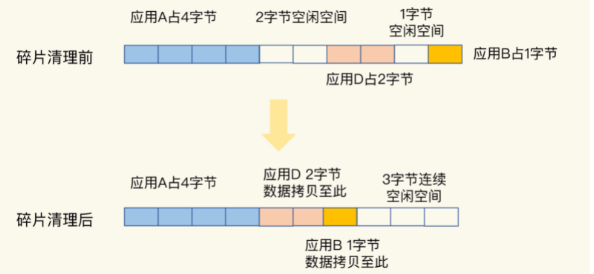 应用A占4字节
2字节空闲空间
1字节
空闲空间
碎片清理前
应用B占1字节
应用D占2字节
应用A占4字节
应用D 2字节
数据拷贝至此
3字节连续
空闲空间
碎片清理后
应用B 1字节
数据拷贝至此